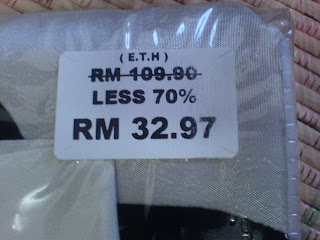 ( E.T.H )
RM 109.90
LESS 70%
RM 32.97